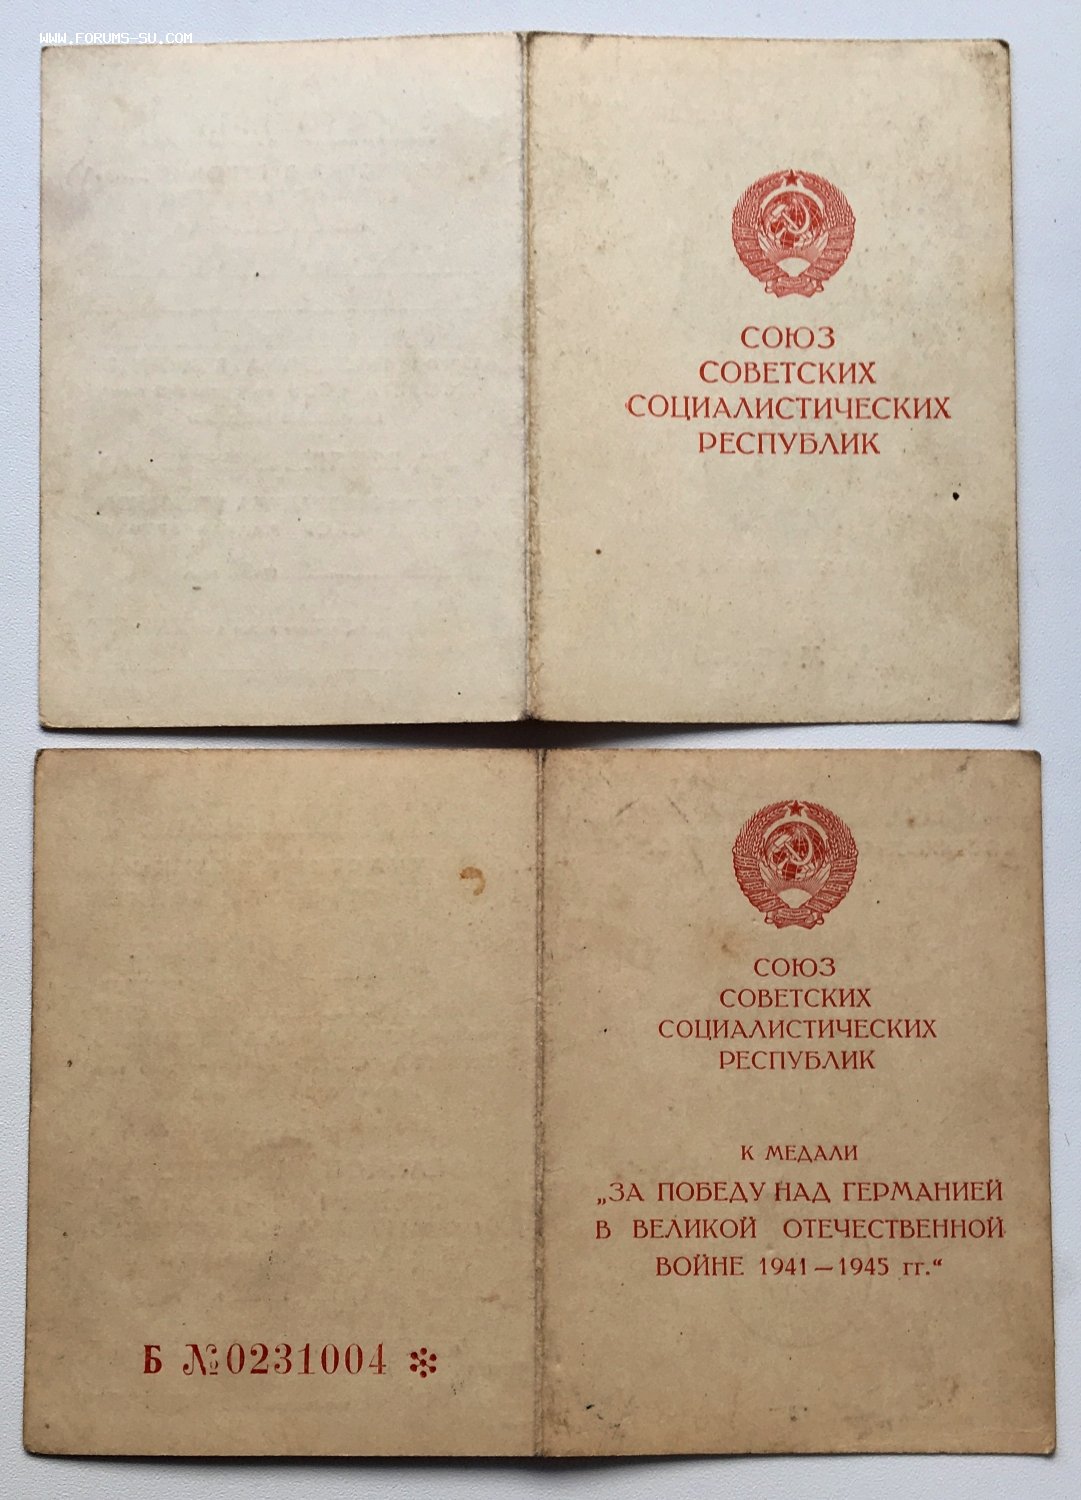 WWW.FORUMS-SU.COM
СОЮЗ
СОВЕТСКИХ
СОЦИАЛИСТИЧЕСКИХ
РЕСПУБЛИК
СОЮЗ
СОВЕТСКИХ
СОЦИАЛИСТИЧЕСКИХ
РЕСПУБЛИК
К МЕДАЛИ
„ЗА ПОБЕДУ НАД ГЕРМАНИЕЙ
В ВЕЛИКОЙ ОТЕЧЕСТВЕННОЙ
ВОЙНЕ 1941 — 1945 гг.“
Б №0231004 *